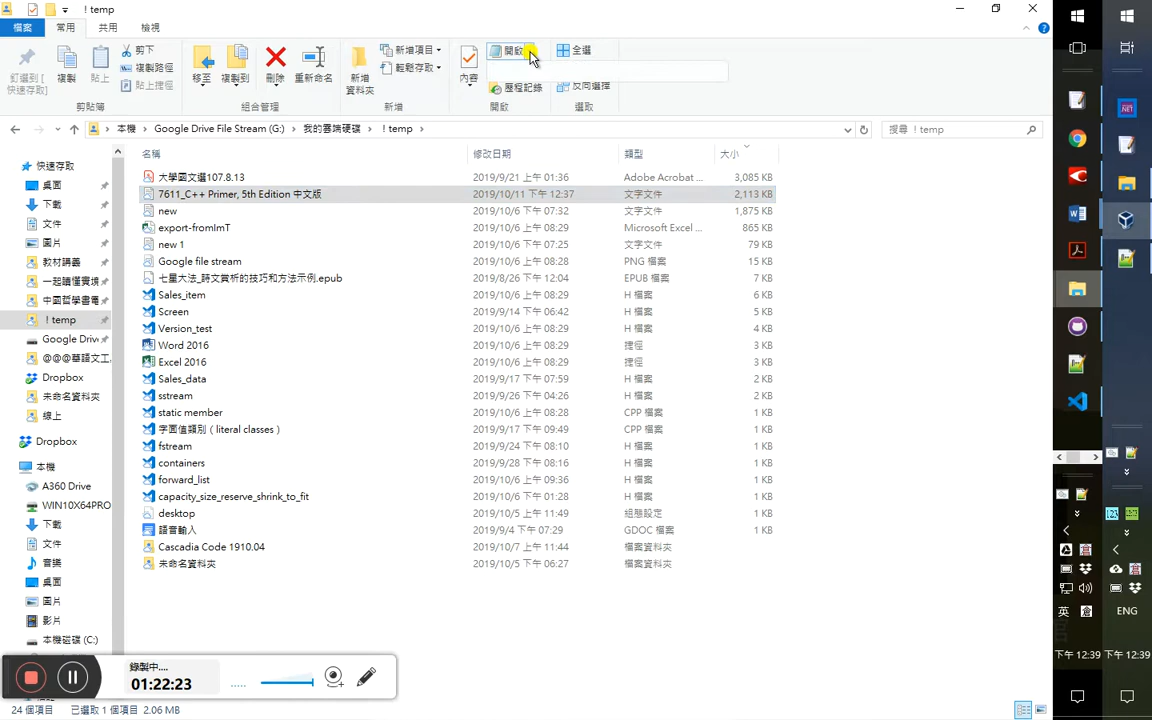 ! temp
檔案
常用
共用
檢視
釘選到 [
快速存取]
複製
貼上
剪下
複製路徑
貼上捷徑
剪貼簿
移至
複製到
刪除
重新命名
組合管理
新增
資料夾
新增項目
輕鬆存取
新增
內容
開啟
歷程記錄
開啟
全選
反向選擇
選取
本機 > Google Drive File Stream (G:) > 我的雲端硬碟 > ! temp >
搜尋 ! temp
名稱 修改日期 類型 大小
大學國文選107.8.13 2019/9/21 上午 01:36 Adobe Acrobat ... 3,085 KB
7611_C++ Primer, 5th Edition 中文版 2019/10/11 下午 12:37 文字文件 2,113 KB
new 2019/10/6 下午 07:32 文字文件 1,875 KB
export-fromImT 2019/10/6 下午 08:29 Microsoft Excel ... 865 KB
new 1 2019/10/6 下午 07:25 文字文件 79 KB
Google file stream 2019/10/6 下午 08:28 PNG 檔案 15 KB
七星大法_詩文賞析的技巧和方法示例.epub 2019/8/26 下午 12:04 EPUB 檔案 7 KB
Sales_item 2019/10/6 下午 08:29 H 檔案 6 KB
Screen 2019/9/14 下午 06:42 H 檔案 5 KB
Version_test 2019/10/6 下午 08:29 H 檔案 4 KB
Word 2016 2019/10/6 下午 08:29 捷徑 3 KB
Excel 2016 2019/10/6 下午 08:29 捷徑 3 KB
Sales_data 2019/9/17 下午 07:59 H 檔案 2 KB
sstream 2019/9/26 下午 04:26 H 檔案 2 KB
static member 2019/10/6 下午 08:28 CPP 檔案 1 KB
字面值類別 ( literal classes ) 2019/9/17 下午 09:49 CPP 檔案 1 KB
fstream 2019/9/24 下午 08:10 H 檔案 1 KB
containers 2019/9/28 下午 08:16 H 檔案 1 KB
forward_list 2019/10/6 下午 09:36 H 檔案 1 KB
capacity_size_reserve_shrink_to_fit 2019/10/6 下午 01:28 H 檔案 1 KB
desktop 2019/10/5 下午 11:49 組態設定 1 KB
語音輸入 2019/9/4 下午 07:29 GDOC 檔案 1 KB
Cascadia Code 1910.04 2019/10/7 上午 11:44 檔案資料夾
未命名資料夾 2019/10/5 下午 06:27 檔案資料夾
快速存取
桌面
下載
文件
圖片
教材講義
一起讀懂實境
中國哲學書電
! temp
Google Driv
@@@華語文工
Dropbox
未命名資料夾
線上
Dropbox
本機
A360 Drive
WIN10X64PRO
下載
文件
音樂
桌面
圖片
影片
本機磁碟 (C:)
錄製中....
01:22:23
24 個項目 已選取 1 個項目 2.06 MB
.NET
英
ENG
下午 12:39
下午 12:39